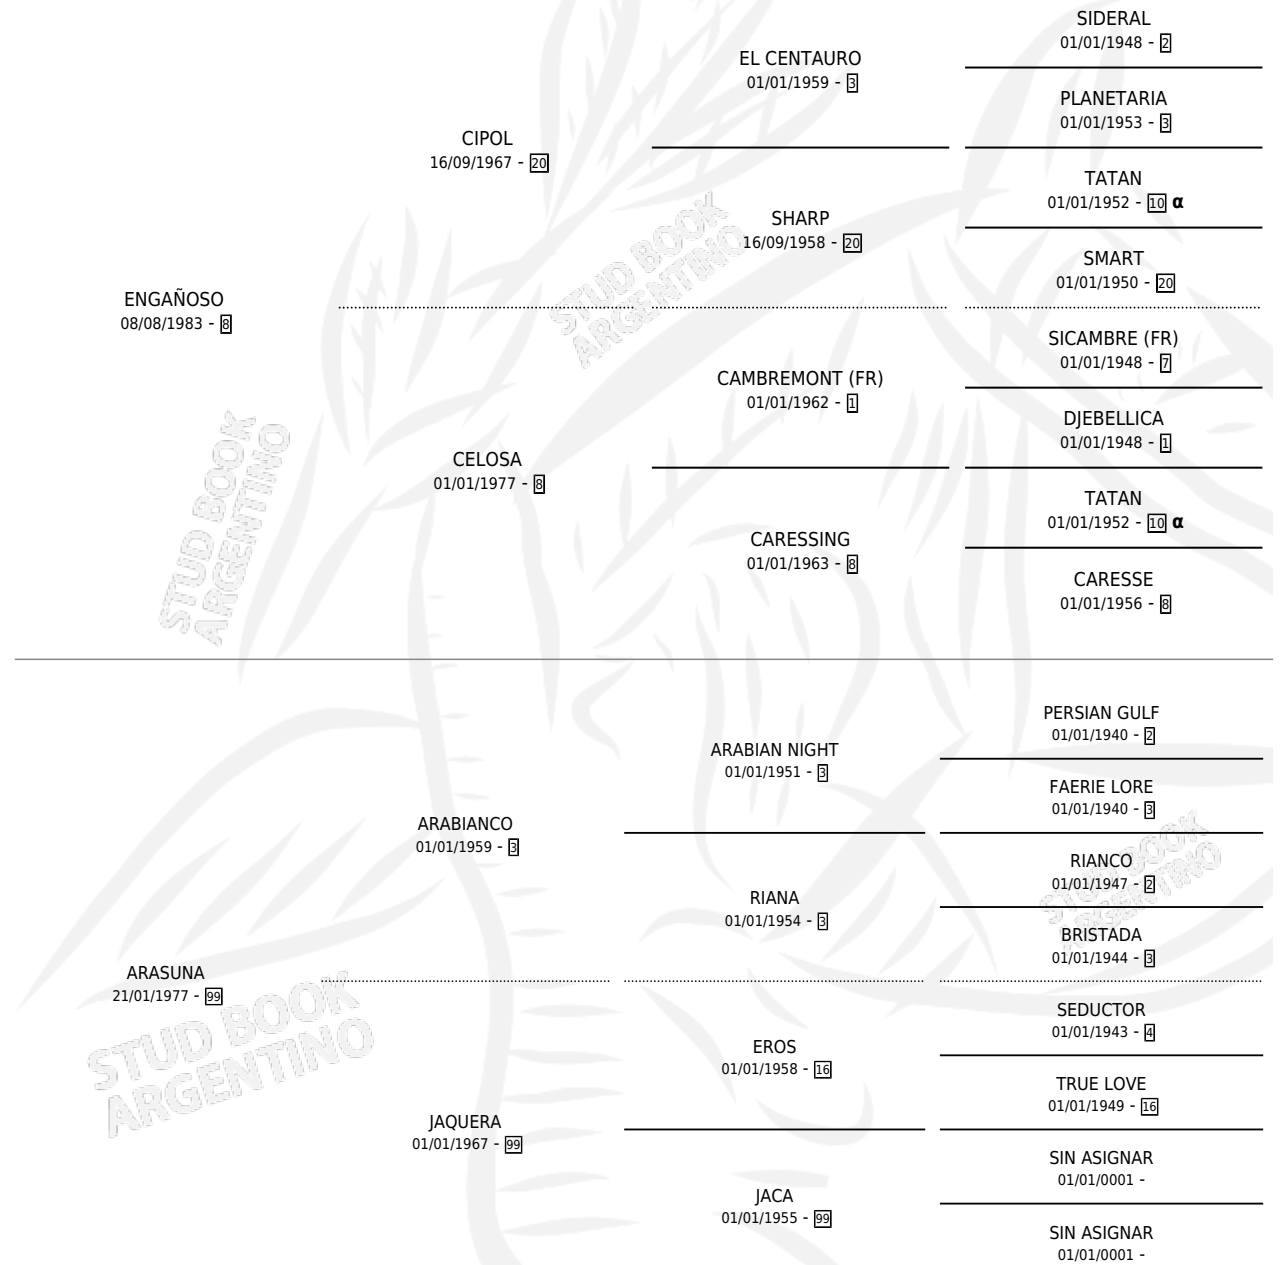 SIDERAL
01/01/1948 - 2
EL CENTAURO
01/01/1959 - 3
PLANETARIA
01/01/1953 - 3
CIPOL
16/09/1967 - 20
TATAN
01/01/1952 - 10 α
SHARP
16/09/1958 - 20
SMART
01/01/1950 - 20
ENGAÑOSO
08/08/1983 - 8
SICAMBRE (FR)
01/01/1948 - 7
CAMBREMONT (FR)
01/01/1962 - 1
DJEBELLICA
01/01/1948 - 1
CELOSA
01/01/1977 - 8
TATAN
01/01/1952 - 10 α
CARESSING
01/01/1963 - 8
CARESSE
01/01/1956 - 8
PERSIAN GULF
01/01/1940 - 2
ARABIAN NIGHT
01/01/1951 - 3
FAERIE LORE
01/01/1940 - 3
ARABIANCO
01/01/1959 - 3
RIANCO
01/01/1947 - 2
RIANA
01/01/1954 - 3
BRISTADA
01/01/1944 - 3
ARASUNA
21/01/1977 - 99
SEDUCTOR
01/01/1943 - 4
EROS
01/01/1958 - 16
TRUE LOVE
01/01/1949 - 16
JAQUERA
01/01/1967 - 99
SIN ASIGNAR
01/01/0001 -
JACA
01/01/1955 - 99
SIN ASIGNAR
01/01/0001 -
STUD BOOK
ARGENTINO
STUD BOOK
ARGENTINO
STUD BOOK
ARGENTINO
STUD BOOK
ARGENTINO